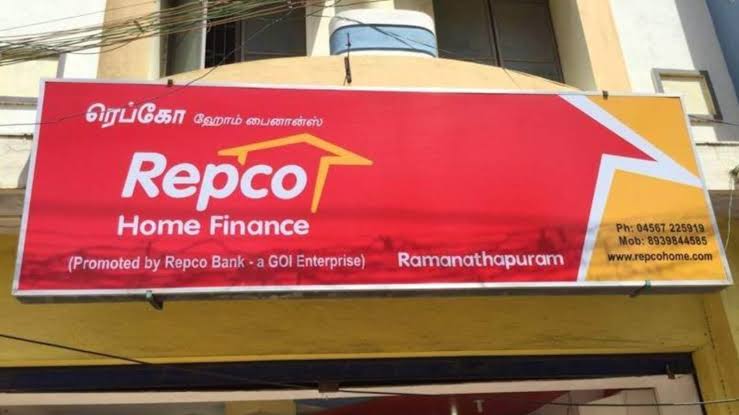 ரெப்கோ ஹோம் பைனான்ஸ்
Repco
Home Finance
(Promoted by Repco Bank - a GOI Enterprise)
Ramanathapuram
Ph: 04567 225919
Mob: 8939844585
www.repcohome.com